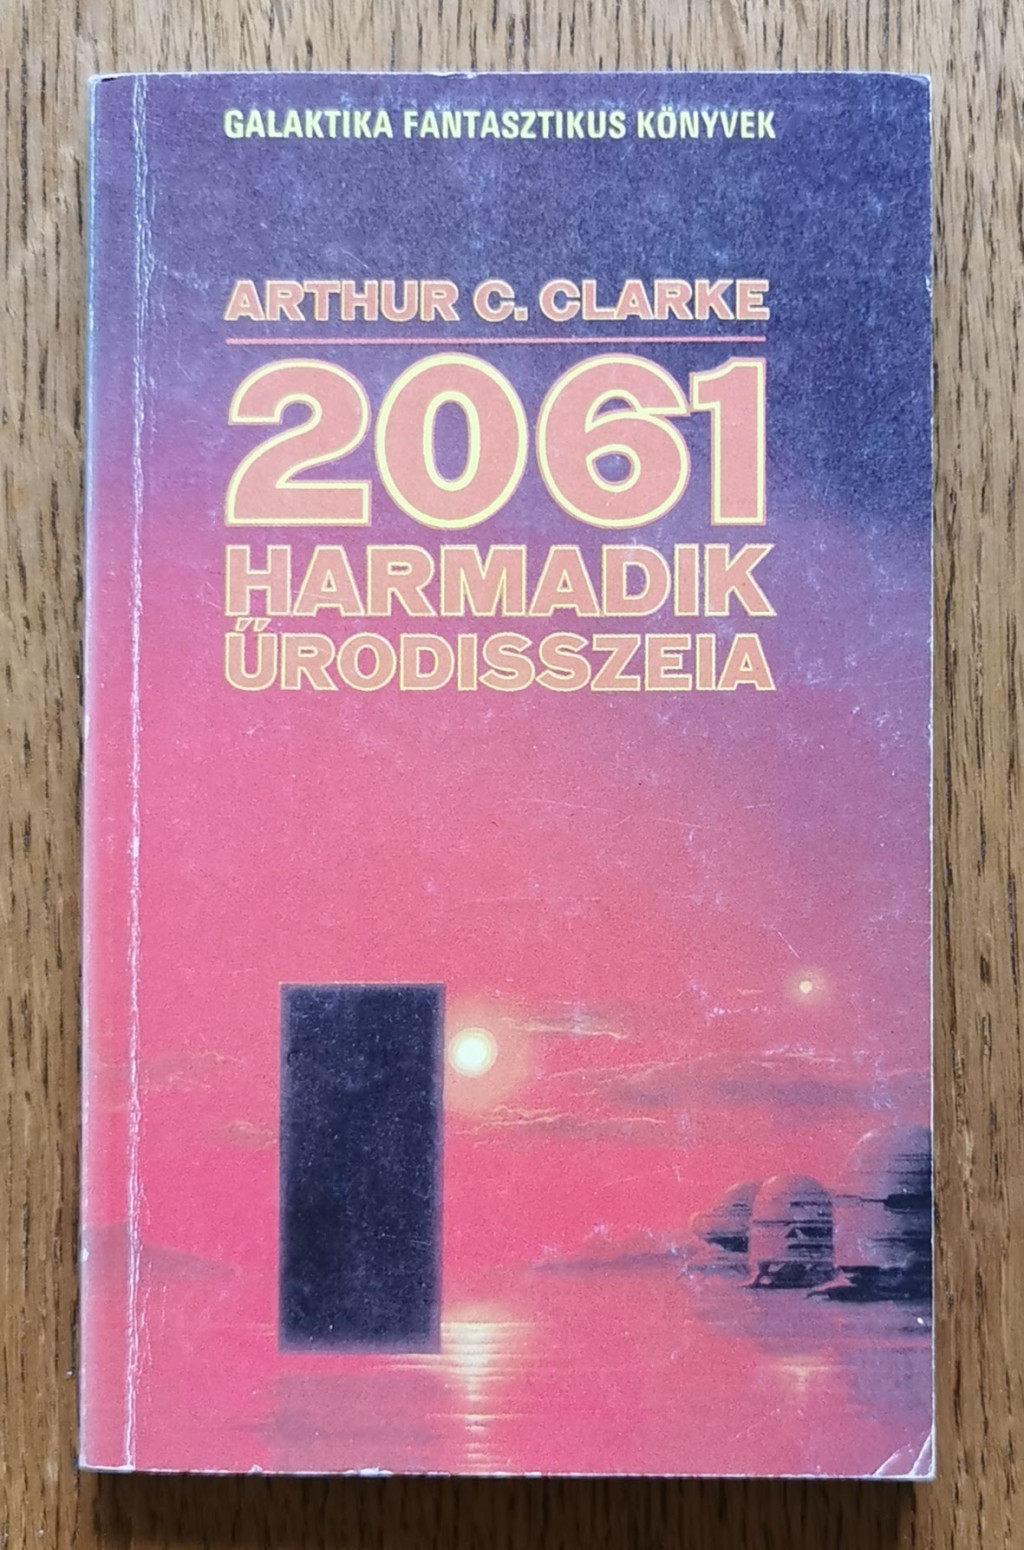 GALAKTIKA FANTASZTIKUS KÖNYVEK
ARTHUR C. CLARKE
2061
HARMADIK
ŰRODISSZEIA